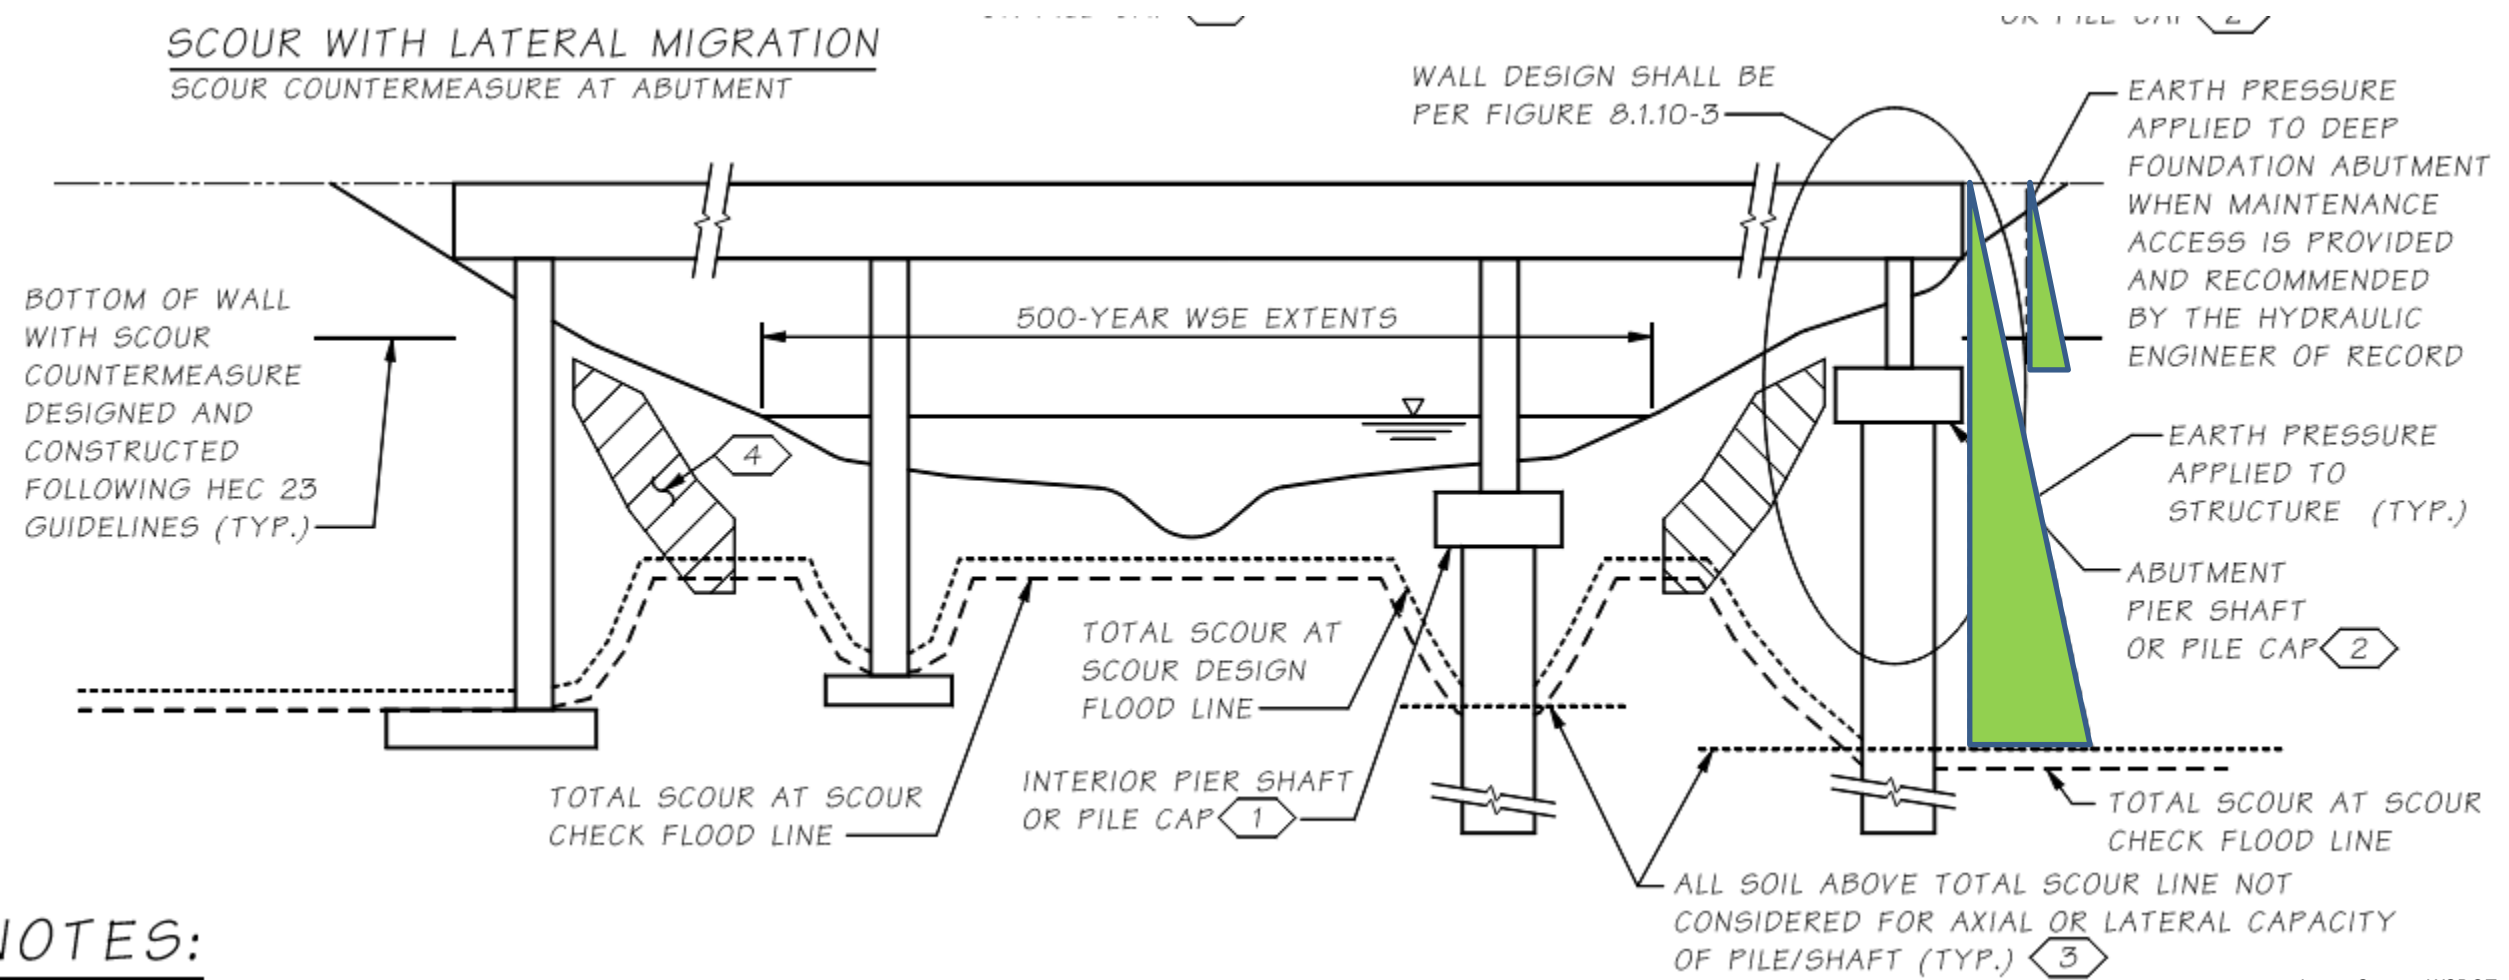 SCOUR WITH LATERAL MIGRATION
SCOUR COUNTERMEASURE AT ABUTMENT
WALL DESIGN SHALL BE
PER FIGURE 8.1.10-3
EARTH PRESSURE
APPLIED TO DEEP
FOUNDATION ABUTMENT
WHEN MAINTENANCE
ACCESS IS PROVIDED
AND RECOMMENDED
BY THE HYDRAULIC
ENGINEER OF RECORD
BOTTOM OF WALL
WITH SCOUR
COUNTERMEASURE
DESIGNED AND
CONSTRUCTED
FOLLOWING HEC 23
GUIDELINES (TYP.)
500-YEAR WSE EXTENTS
4
EARTH PRESSURE
APPLIED TO
STRUCTURE (TYP.)
ABUTMENT
PIER SHAFT
OR PILE CAP 2
TOTAL SCOUR AT
SCOUR DESIGN
FLOOD LINE
TOTAL SCOUR AT SCOUR
CHECK FLOOD LINE
INTERIOR PIER SHAFT
OR PILE CAP 1
TOTAL SCOUR AT SCOUR
CHECK FLOOD LINE
ALL SOIL ABOVE TOTAL SCOUR LINE NOT
CONSIDERED FOR AXIAL OR LATERAL CAPACITY
OF PILE/SHAFT (TYP.) 3
NOTES: